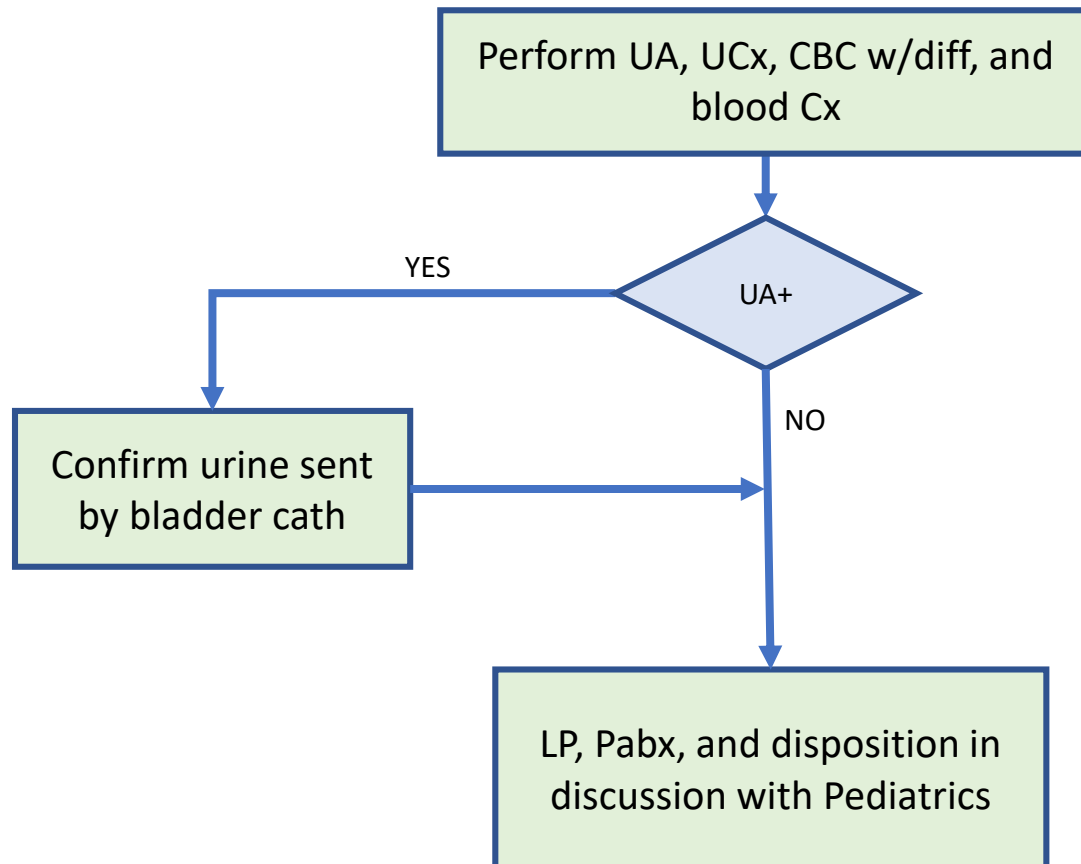 Perform UA, UCx, CBC w/diff, and
blood Cx
YES
UA+
NO
Confirm urine sent
by bladder cath
LP, Pabx, and disposition in
discussion with Pediatrics